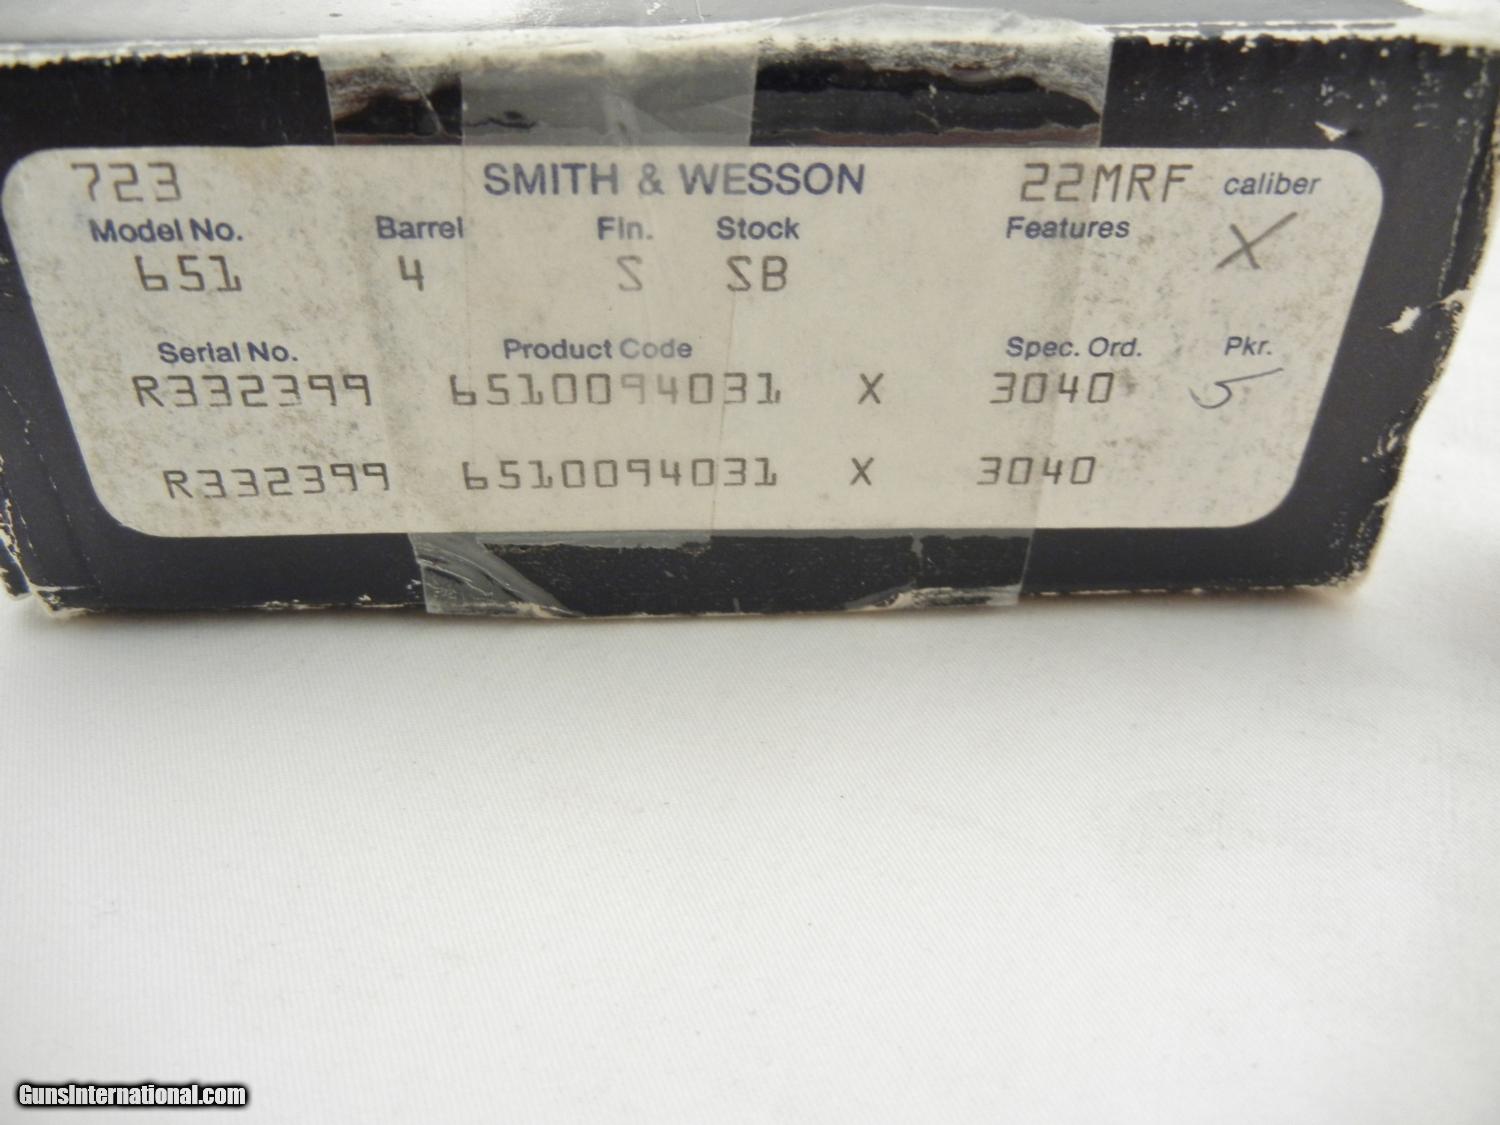 723 SMITH & WESSON 22MRF caliber
Model No. Barrel Fin. Stock Features X
651 4 S SB
Serial No. Product Code Spec. Ord. Pkr.
R332399 6510094031 X 3040 5
R332399 6510094031 X 3040
GunsInternational.com